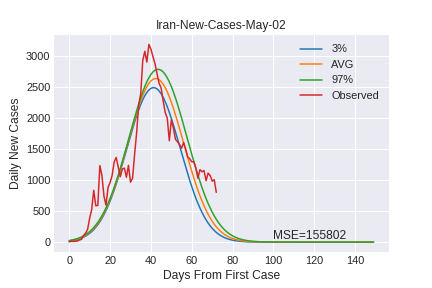 Iran-New-Cases-May-02
3%
AVG
97%
Observed
Daily New Cases
3000
2500
2000
1500
1000
500
0
MSE=155802
0 20 40 60 80 100 120 140
Days From First Case